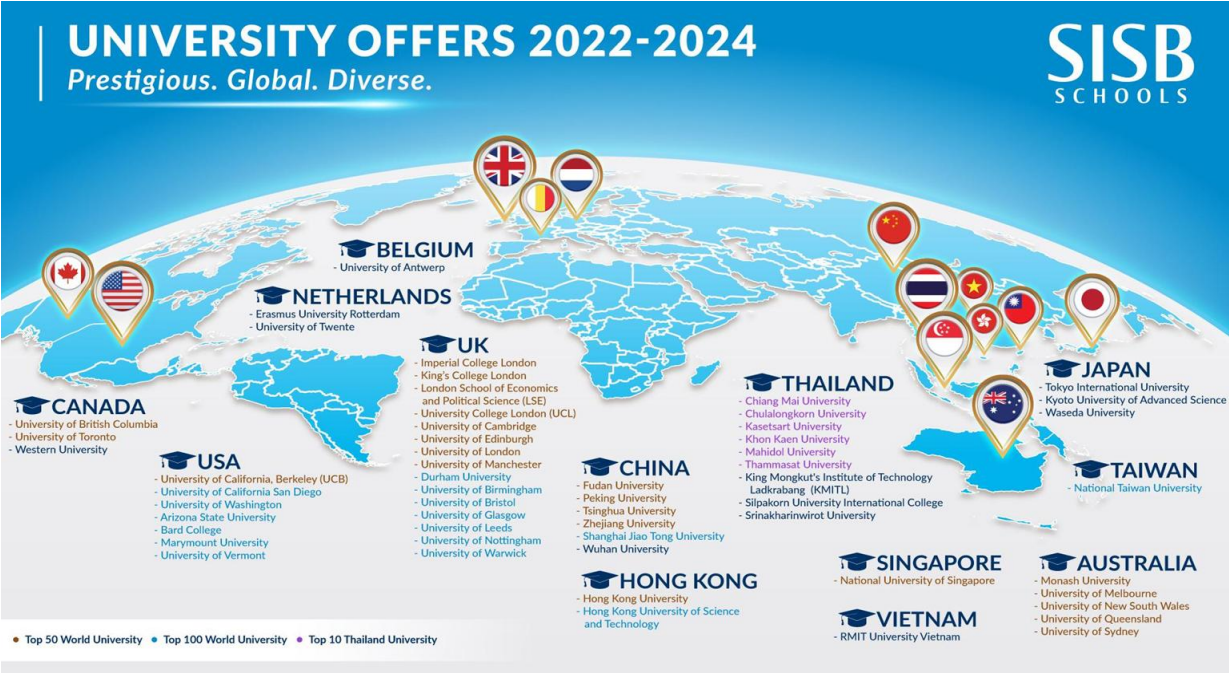 UNIVERSITY OFFERS 2022-2024
Prestigious. Global. Diverse.
SISB
SCHOOLS
BELGIUM
- University of Antwerp
NETHERLANDS
- Erasmus University Rotterdam
- University of Twente
UK
- Imperial College London
- King's College London
- London School of Economics
and Political Science (LSE)
- University College London (UCL)
- University of Cambridge
- University of Edinburgh
- University of London
- University of Manchester
- Durham University
- University of Birmingham
- University of Bristol
- University of Glasgow
- University of Leeds
- University of Nottingham
- University of Warwick
CANADA
- University of British Columbia
- University of Toronto
- Western University
USA
- University of California, Berkeley (UCB)
- University of California San Diego
- University of Washington
- Arizona State University
- Bard College
- Marymount University
- University of Vermont
CHINA
- Fudan University
- Peking University
- Tsinghua University
- Zhejiang University
- Shanghai Jiao Tong University
- Wuhan University
HONG KONG
- Hong Kong University
- Hong Kong University of Science
and Technology
THAILAND
- Chiang Mai University
- Chulalongkorn University
- Kasetsart University
- Khon Kaen University
- Mahidol University
- Thammasat University
- King Mongkut's Institute of Technology
Ladkrabang (KMITL)
- Silpakorn University International College
- Srinakharinwirot University
JAPAN
- Tokyo International University
- Kyoto University of Advanced Science
- Waseda University
TAIWAN
- National Taiwan University
SINGAPORE
- National University of Singapore
VIETNAM
- RMIT University Vietnam
AUSTRALIA
- Monash University
- University of Melbourne
- University of New South Wales
- University of Queensland
- University of Sydney
• Top 50 World University • Top 100 World University • Top 10 Thailand University